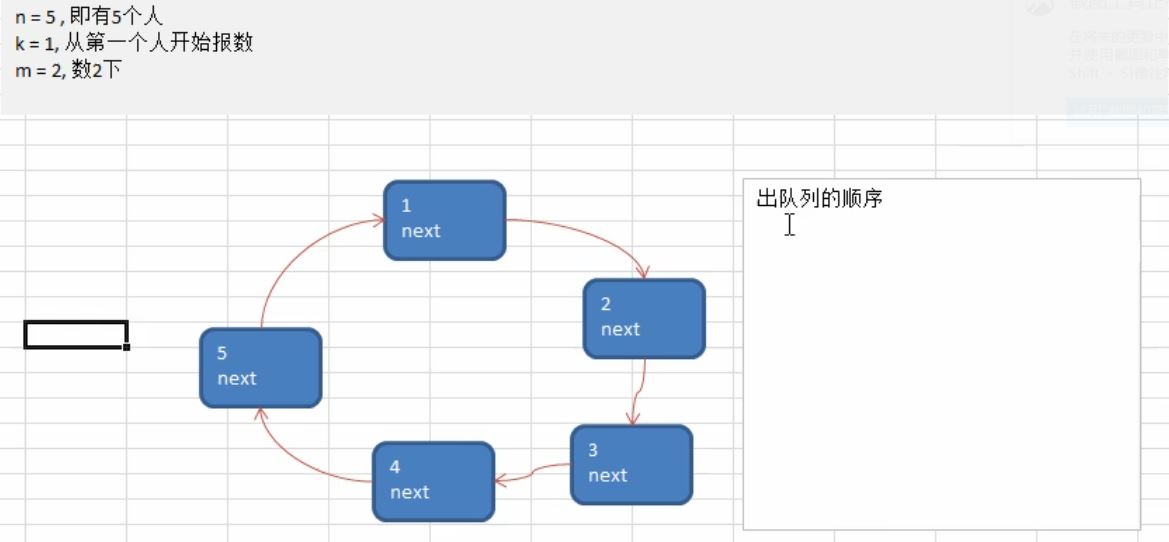 n = 5 , 即有5个人
k = 1, 从第一个人开始报数
m = 2, 数2下
1
next
出队列的顺序
2
next
5
next
3
next
4
next